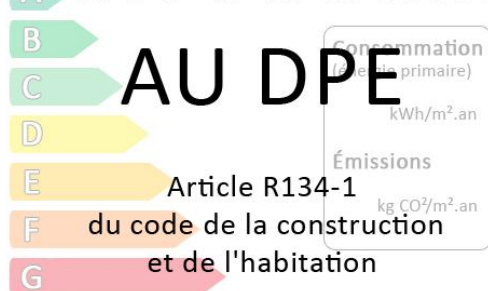 B
C
D
E
F
G
AU DPE
Consommation
(énergie primaire)
kWh/m².an
Émissions
kg CO²/m².an
Article R134-1
du code de la construction
et de l'habitation